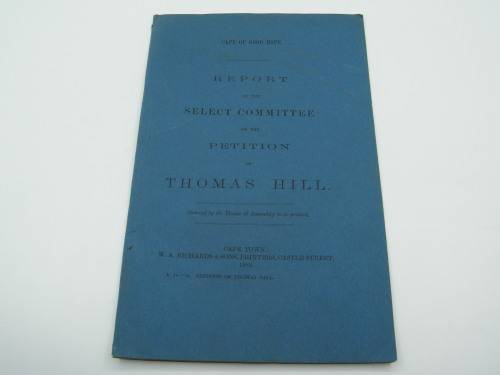 CAPE OF GOOD HOPE.
REPORT
OF THE
SELECT COMMITTEE
ON THE
PETITION
OF
THOMAS HILL.
Ordered by the House of Assembly to be printed.
CAPE TOWN:
W. A. RICHARDS & SONS, PRINTERS, CASTLE STREET,
PETITION OF THOMAS HILL.